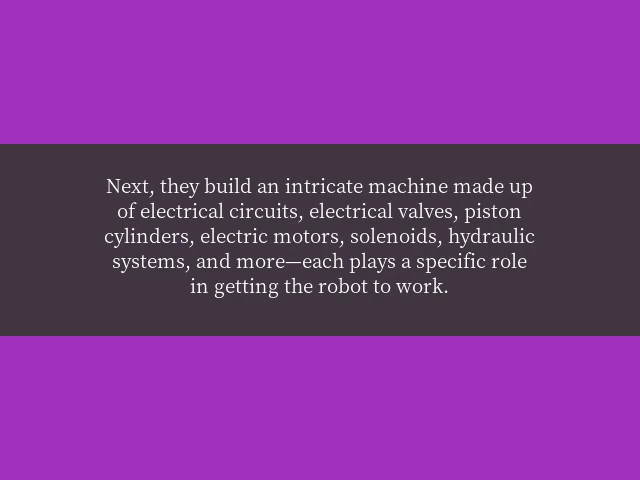 Next, they build an intricate machine made up
of electrical circuits, electrical valves, piston
cylinders, electric motors, solenoids, hydraulic
systems, and more—each plays a specific role
in getting the robot to work.